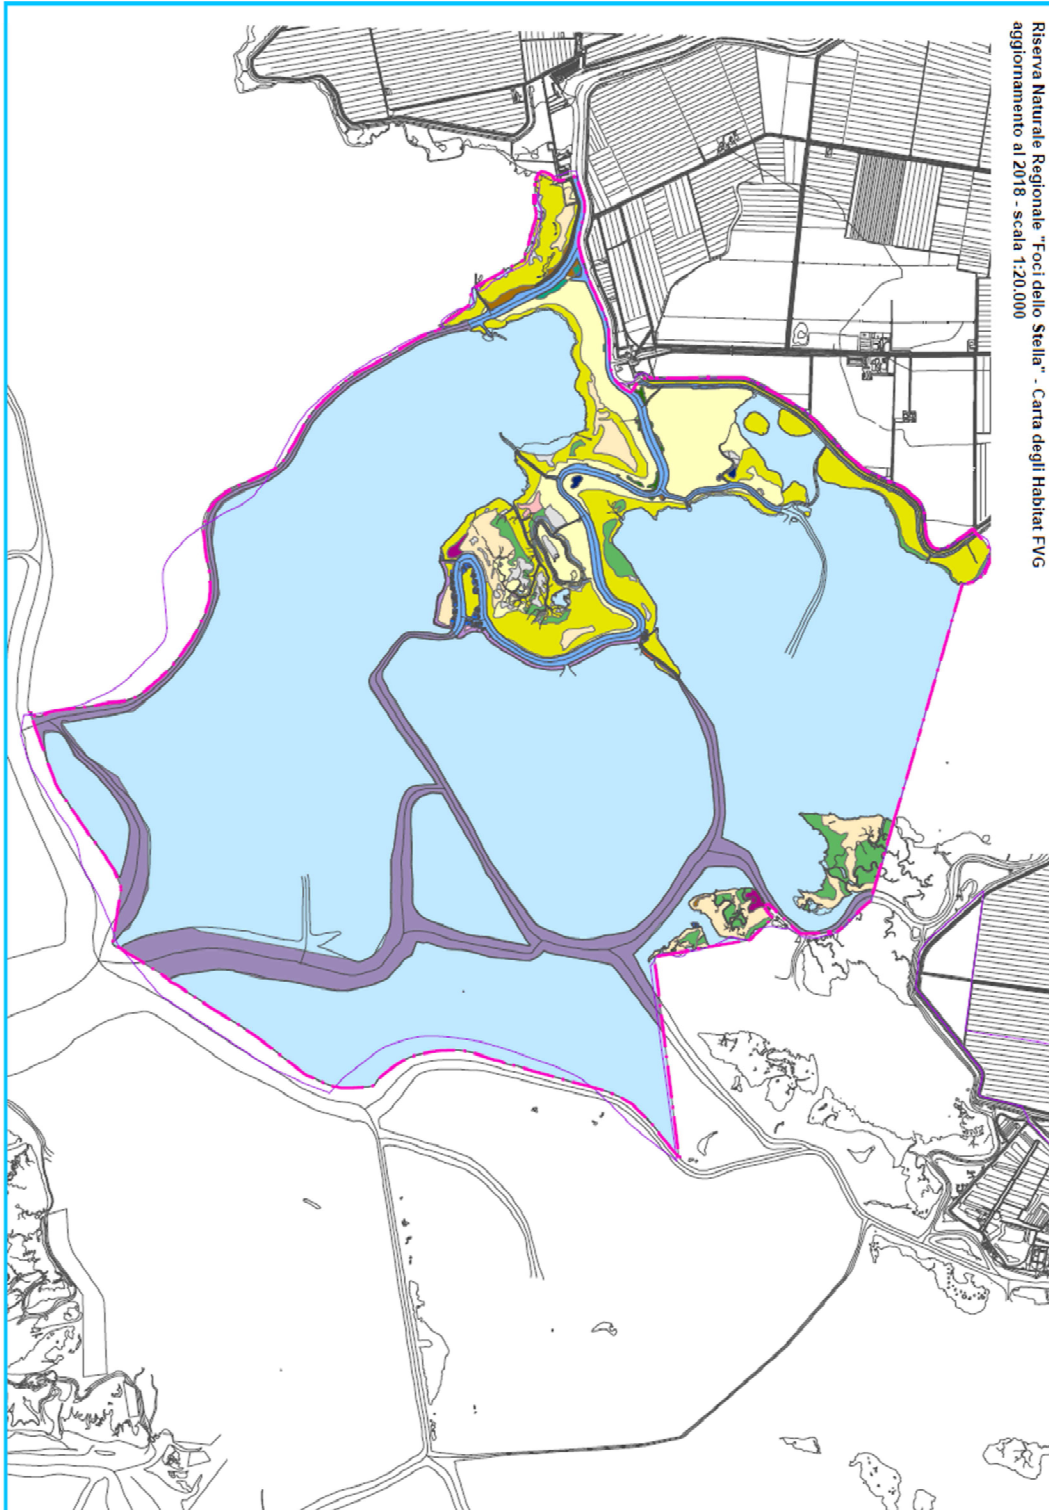 Riserva Naturale Regionale "Foci dello Stella" - Carta degli Habitat FVG
aggiornamento al 2018 - scala 1:20.000